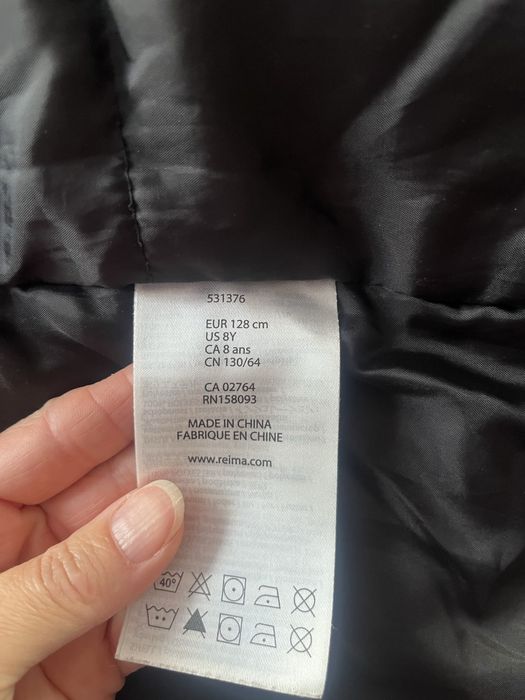 531376
EUR 128 cm
US 8Y
CA 8 ans
CN 130/64
CA 02764
RN158093
MADE IN CHINA
FABRIQUE EN CHINE
www.reima.com
40°